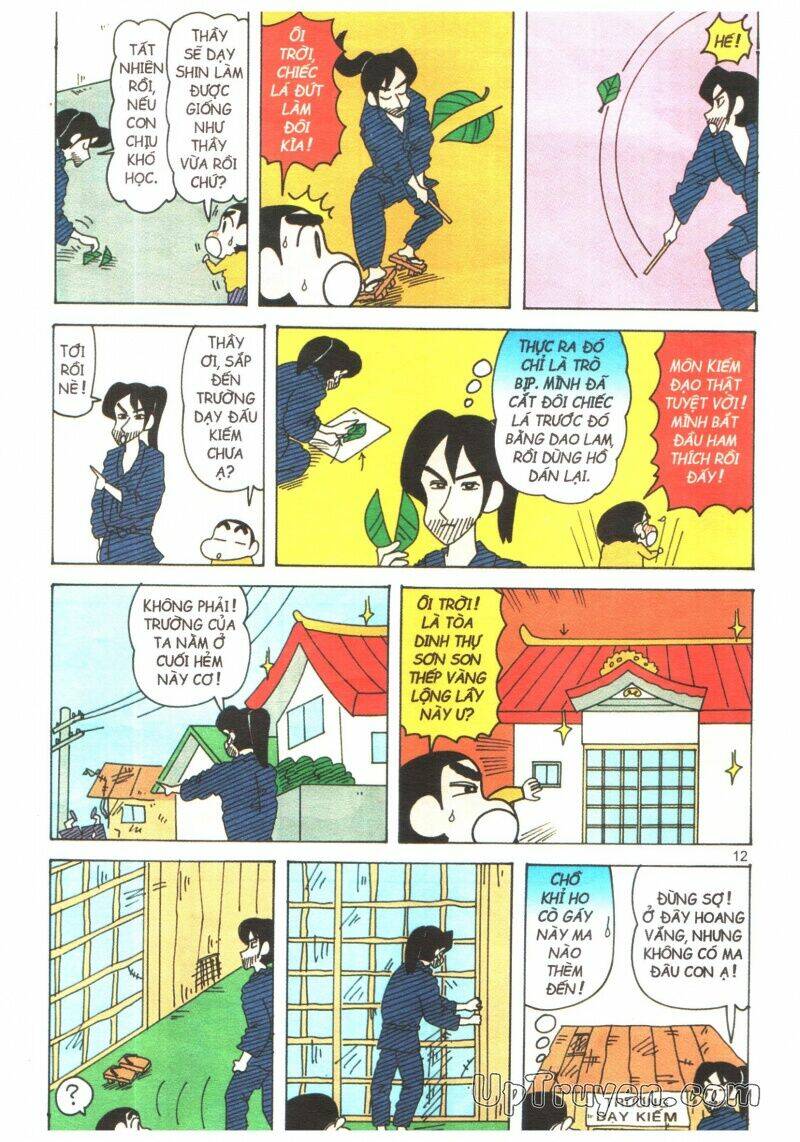 HẾ!
ÔI
TRỜI,
CHIẾC
LÁ ĐỨT
LÀM
ĐÔI
KÌA!
THẦY
SẼ DẠY
SHIN LÀM
ĐƯỢC
GIỐNG
NHƯ
THẦY
VỪA RỒI
CHỨ?
TẤT
NHIÊN
RỒI,
NẾU
CON
CHỊU
KHÓ
HỌC.
MÔN KIẾM
ĐẠO THẬT
TUYỆT VỜI!
MÌNH BẮT
ĐẦU HAM
THÍCH RỒI
ĐẤY!
THỰC RA ĐÓ
CHỈ LÀ TRÒ
BỊP. MÌNH ĐÃ
CẮT ĐÔI CHIẾC
LÁ TRƯỚC ĐÓ
BẰNG DAO LAM,
RỒI DÙNG HỒ
DÁN LẠI.
THẦY
ƠI, SẮP
ĐẾN
TRƯỜNG
DẠY ĐẤU
KIẾM
CHƯA
Ạ?
TỚI
RỒI
NÈ!
ÔI TRỜI!
LÀ TÒA
DINH THỰ
SƠN SON
THẾP VÀNG
LỘNG LẪY
NÀY Ư?
KHÔNG PHẢI!
TRƯỜNG CỦA
TA NẰM Ở
CUỐI HẺM
NÀY CƠ!
12
ĐỪNG SỢ!
Ở ĐÂY HOANG
VẮNG, NHƯNG
KHÔNG CÓ MA
ĐÂU CON Ạ!
CHỖ
KHỈ HO
CÒ GÁY
NÀY MA
NÀO
THÈM
ĐẾN!
TRƯỜNG
SAY KIẾM
?
UpTruyen.com